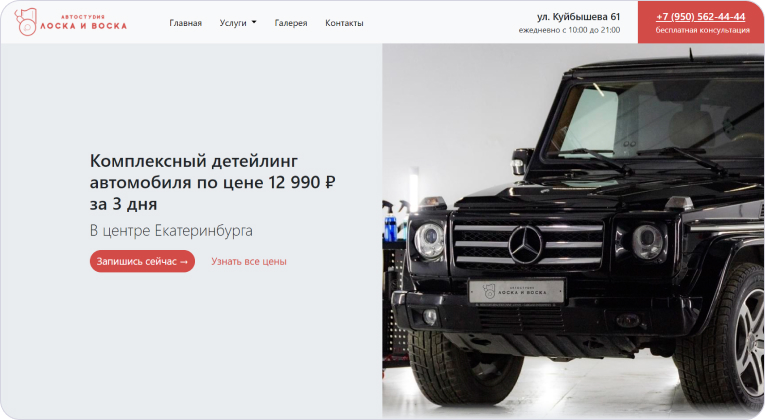 АВТОСТУДИЯ
ЛОСКА И ВОСКА
Главная
Услуги
Галерея
Контакты
ул. Куйбышева 61
ежедневно с 10:00 до 21:00
+7 (950) 562-44-44
бесплатная консультация
Комплексный детейлинг
автомобиля по цене 12 990 ₽
за 3 дня
В центре Екатеринбурга
Запишись сейчас →
Узнать все цены
АВТОСТУДИЯ
ЛОСКА И ВОСКА